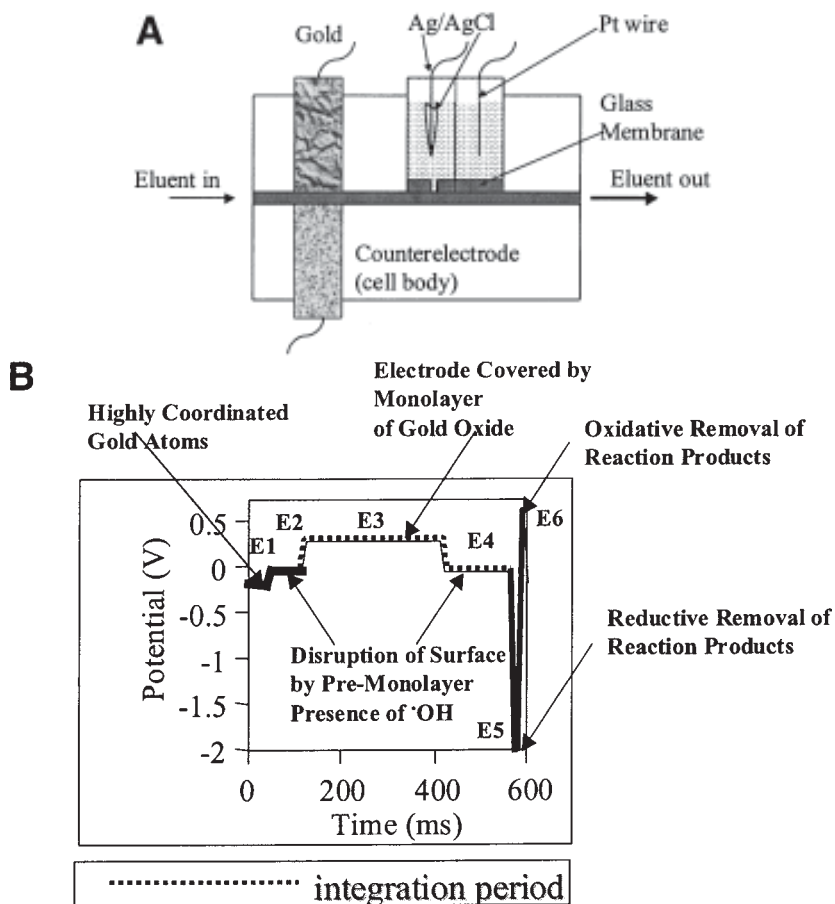 A
Gold
Ag/AgCl
Pt wire
Glass
Membrane
Eluent in
Eluent out
Counterelectrode
(cell body)
B
Electrode Covered by
Monolayer
of Gold Oxide
Highly Coordinated
Gold Atoms
Oxidative Removal of
Reaction Products
0.5
0
-0.5
-1
-1.5
-2
Potential (V)
E1
E2
E3
E4
E5
E6
Disruption of Surface
by Pre-Monolayer
Presence of ·OH
Reductive Removal of
Reaction Products
0
200
400
600
Time (ms)
integration period